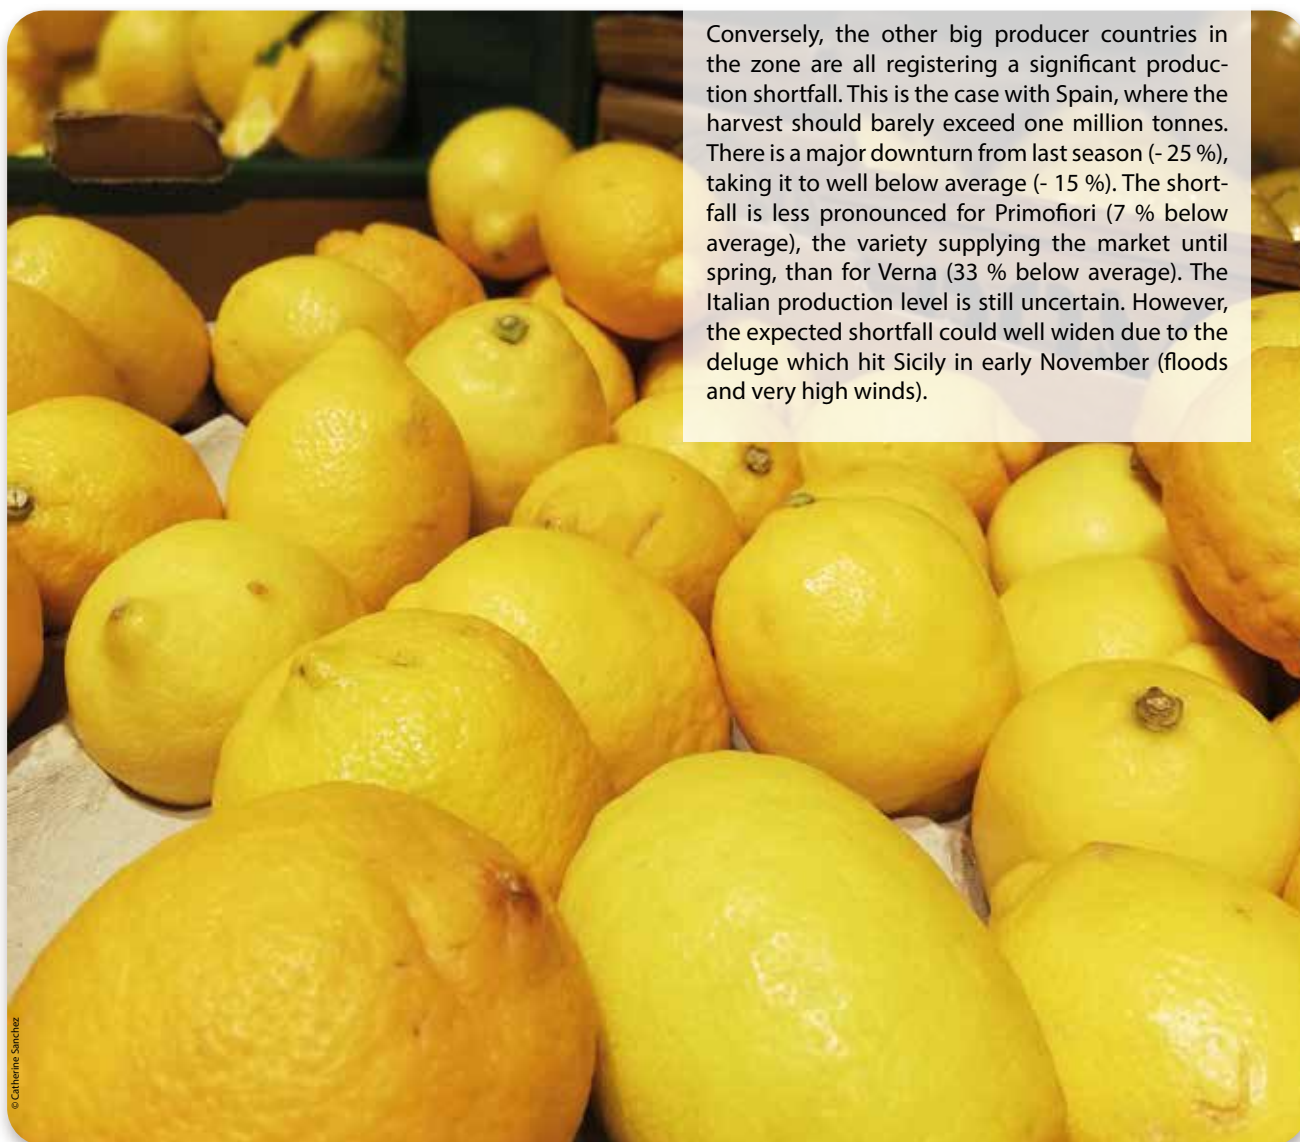 Conversely, the other big producer countries in
the zone are all registering a significant produc-
tion shortfall. This is the case with Spain, where the
harvest should barely exceed one million tonnes.
There is a major downturn from last season (- 25 %),
taking it to well below average (- 15 %). The short-
fall is less pronounced for Primofiori (7 % below
average), the variety supplying the market until
spring, than for Verna (33 % below average). The
Italian production level is still uncertain. However,
the expected shortfall could well widen due to the
deluge which hit Sicily in early November (floods
and very high winds).
© Catherine Sanchez